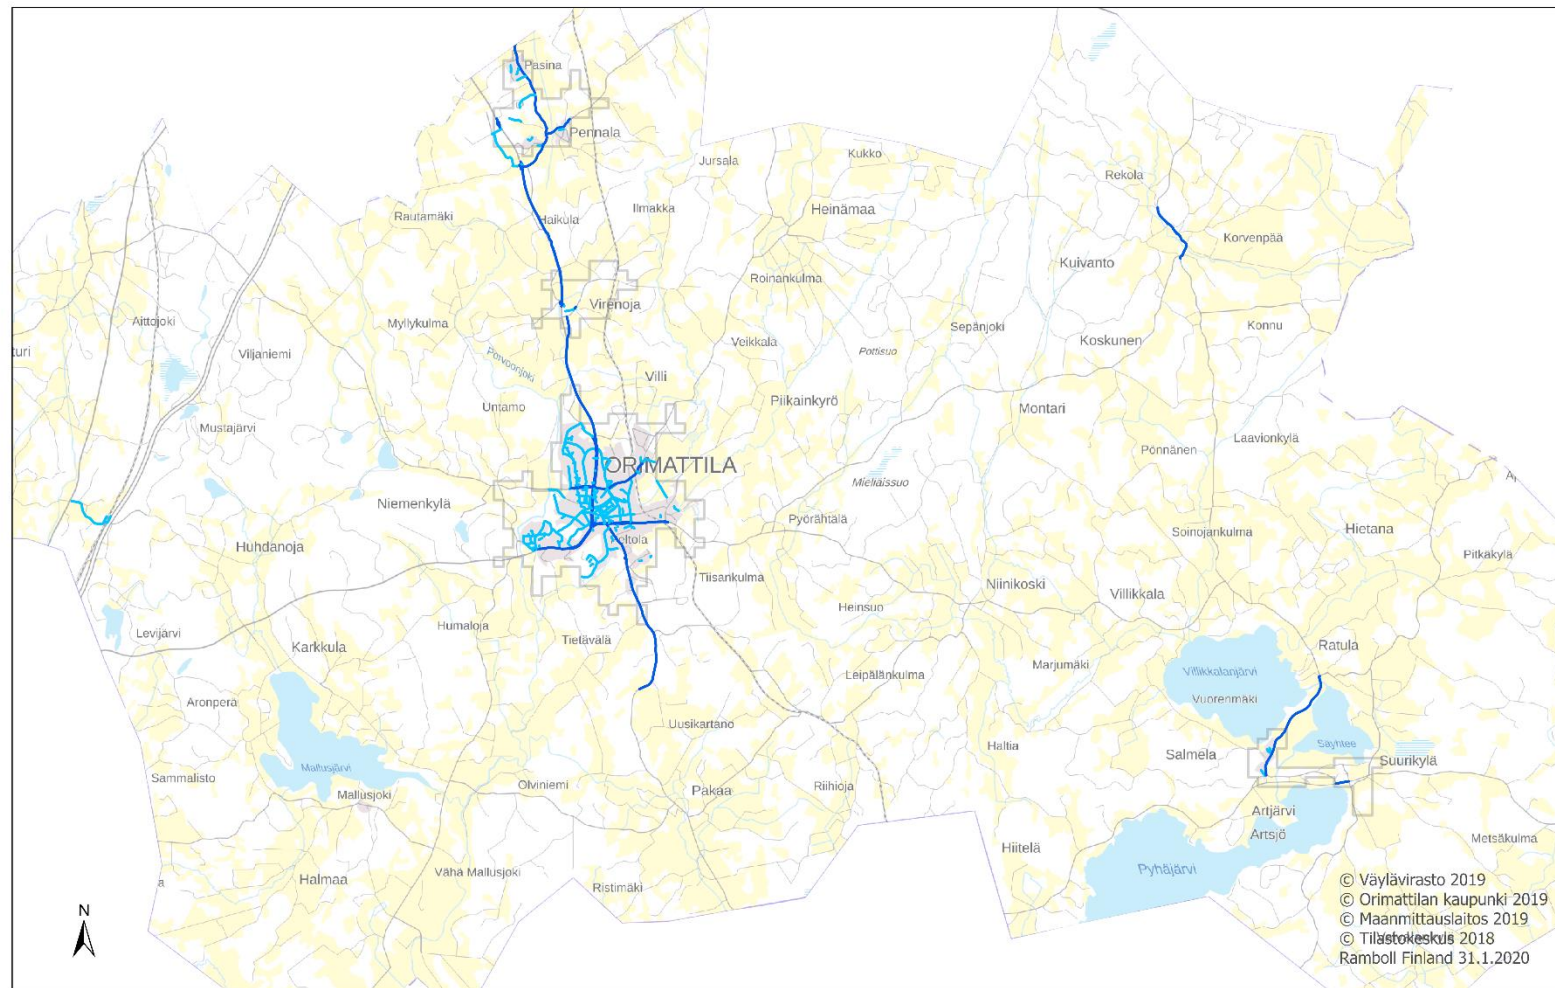 Pasina
Pennala
Jursala
Kukko
Rekola
Rautamäki
Haikula
Ilmakka
Heinämaa
Korvenpää
Kuivanto
Roinankulma
Virenoja
Aittojoki
turi
Myllykulma
Viljaniemi
Porvoonjoki
Veikkala
Pottisuo
Sepänjoki
Koskunen
Konnu
Villi
Untamo
Piikainkyrö
Montari
Mustajärvi
Laavionkylä
Pönnänen
ORIMATTILA
Mieliaissuo
Niemenkylä
Pyörähtälä
Hietana
Soinojankulma
Huhdanoja
Peltola
Pitkäkylä
Tiisankulma
Niinikoski
Villikkala
Heinsuo
Humaloja
Levijärvi
Karkkula
Tietävälä
Ratula
Marjumäki
Villikkalanjärvi
Leipälänkulma
Aronperä
Vuorenmäki
Uusikartano
Säyhtee
Haltia
Salmela
Suurikylä
Mallusjärvi
Sammalisto
Olviniemi
Riihioja
Mallusjoki
Pakaa
Artjärvi
Artsjö
Metsäkulma
Hiitelä
Pyhäjärvi
Vähä Mallusjoki
Halmaa
Ristimäki
N
© Väylävirasto 2019
© Orimattilan kaupunki 2019
© Maanmittauslaitos 2019
© Tilastokeskus 2018
Ramboll Finland 31.1.2020